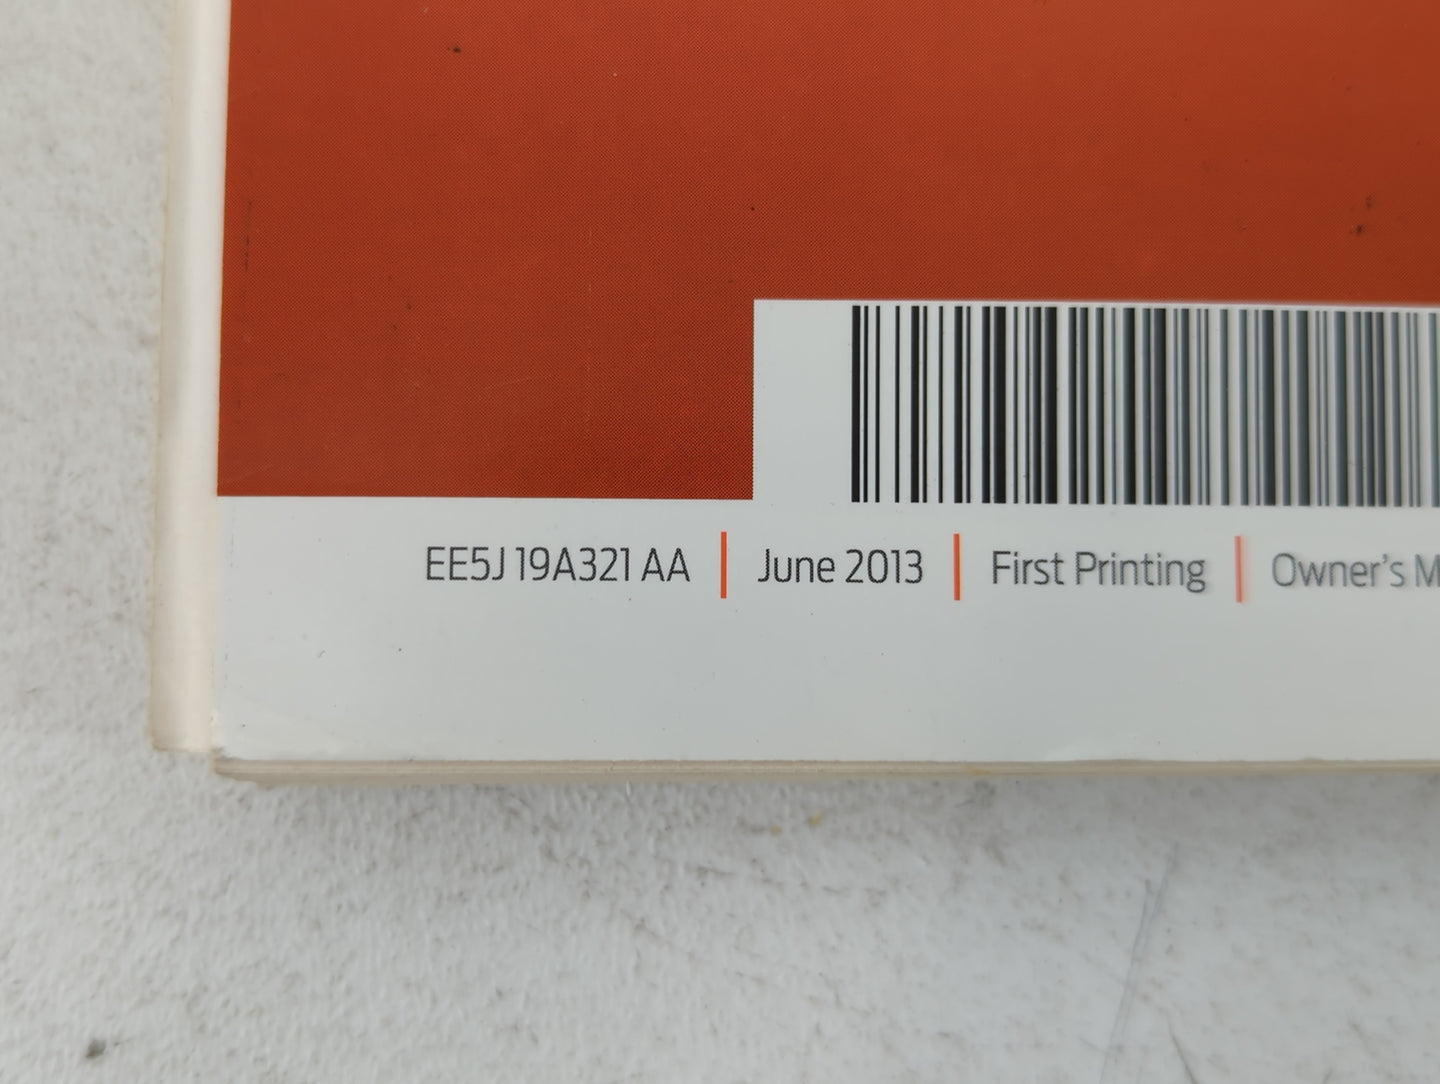 EE5J 19A321 AA | June 2013 | First Printing | Owner's